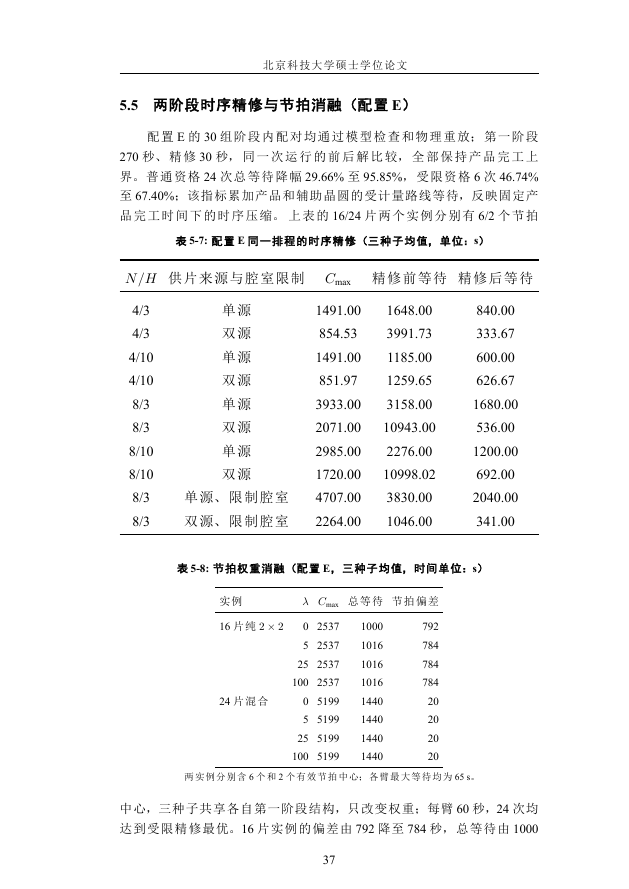 北京科技大学硕士学位论文
5.5 两阶段时序精修与节拍消融（配置 E）
配置 E 的 30 组阶段内配对均通过模型检查和物理重放；第一阶段
270 秒、精修 30 秒，同一次运行的前后解比较，全部保持产品完工上
界。普通资格 24 次总等待降幅 29.66% 至 95.85%，受限资格 6 次 46.74%
至 67.40%；该指标累加产品和辅助晶圆的受计量路线等待，反映固定产
品完工时间下的时序压缩。上表的 16/24 片两个实例分别有 6/2 个节拍
表 5-7: 配置 E 同一排程的时序精修（三种子均值，单位：s）
N/H 供片来源与腔室限制 Cmax 精修前等待 精修后等待
4/3 单源 1491.00 1648.00 840.00
4/3 双源 854.53 3991.73 333.67
4/10 单源 1491.00 1185.00 600.00
4/10 双源 851.97 1259.65 626.67
8/3 单源 3933.00 3158.00 1680.00
8/3 双源 2071.00 10943.00 536.00
8/10 单源 2985.00 2276.00 1200.00
8/10 双源 1720.00 10998.02 692.00
8/3 单源、限制腔室 4707.00 3830.00 2040.00
8/3 双源、限制腔室 2264.00 1046.00 341.00
表 5-8: 节拍权重消融（配置 E，三种子均值，时间单位：s）
实例 λ Cmax 总等待 节拍偏差
16 片纯 2 × 2 0 2537 1000 792
5 2537 1016 784
25 2537 1016 784
100 2537 1016 784
24 片混合 0 5199 1440 20
5 5199 1440 20
25 5199 1440 20
100 5199 1440 20
两实例分别含 6 个和 2 个有效节拍中心；各臂最大等待均为 65 s。
中心，三种子共享各自第一阶段结构，只改变权重；每臂 60 秒，24 次均
达到受限精修最优。16 片实例的偏差由 792 降至 784 秒，总等待由 1000
37